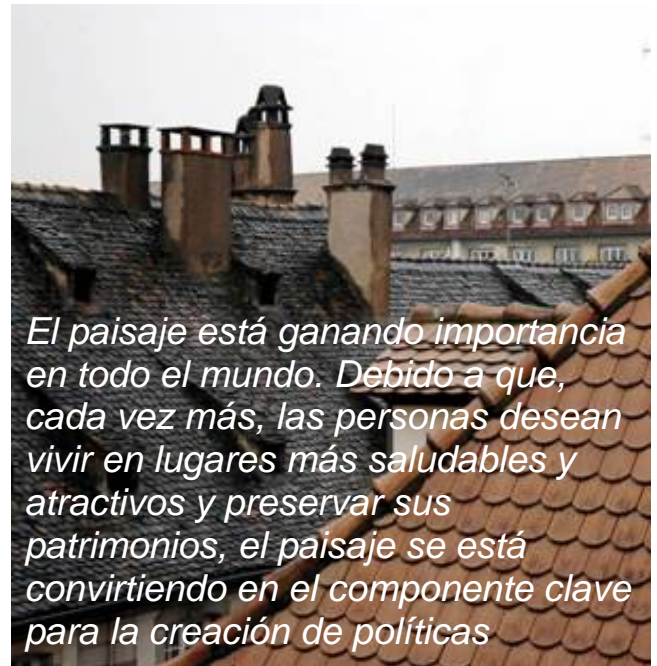 El paisaje está ganando importancia
en todo el mundo. Debido a que,
cada vez más, las personas desean
vivir en lugares más saludables y
atractivos y preservar sus
patrimonios, el paisaje se está
convirtiendo en el componente clave
para la creación de políticas